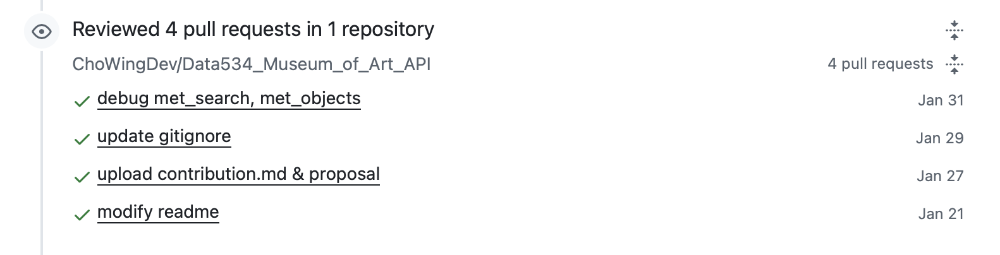 Reviewed 4 pull requests in 1 repository
ChoWingDev/Data534_Museum_of_Art_API 4 pull requests
debug met_search, met_objects Jan 31
update gitignore Jan 29
upload contribution.md & proposal Jan 27
modify readme Jan 21